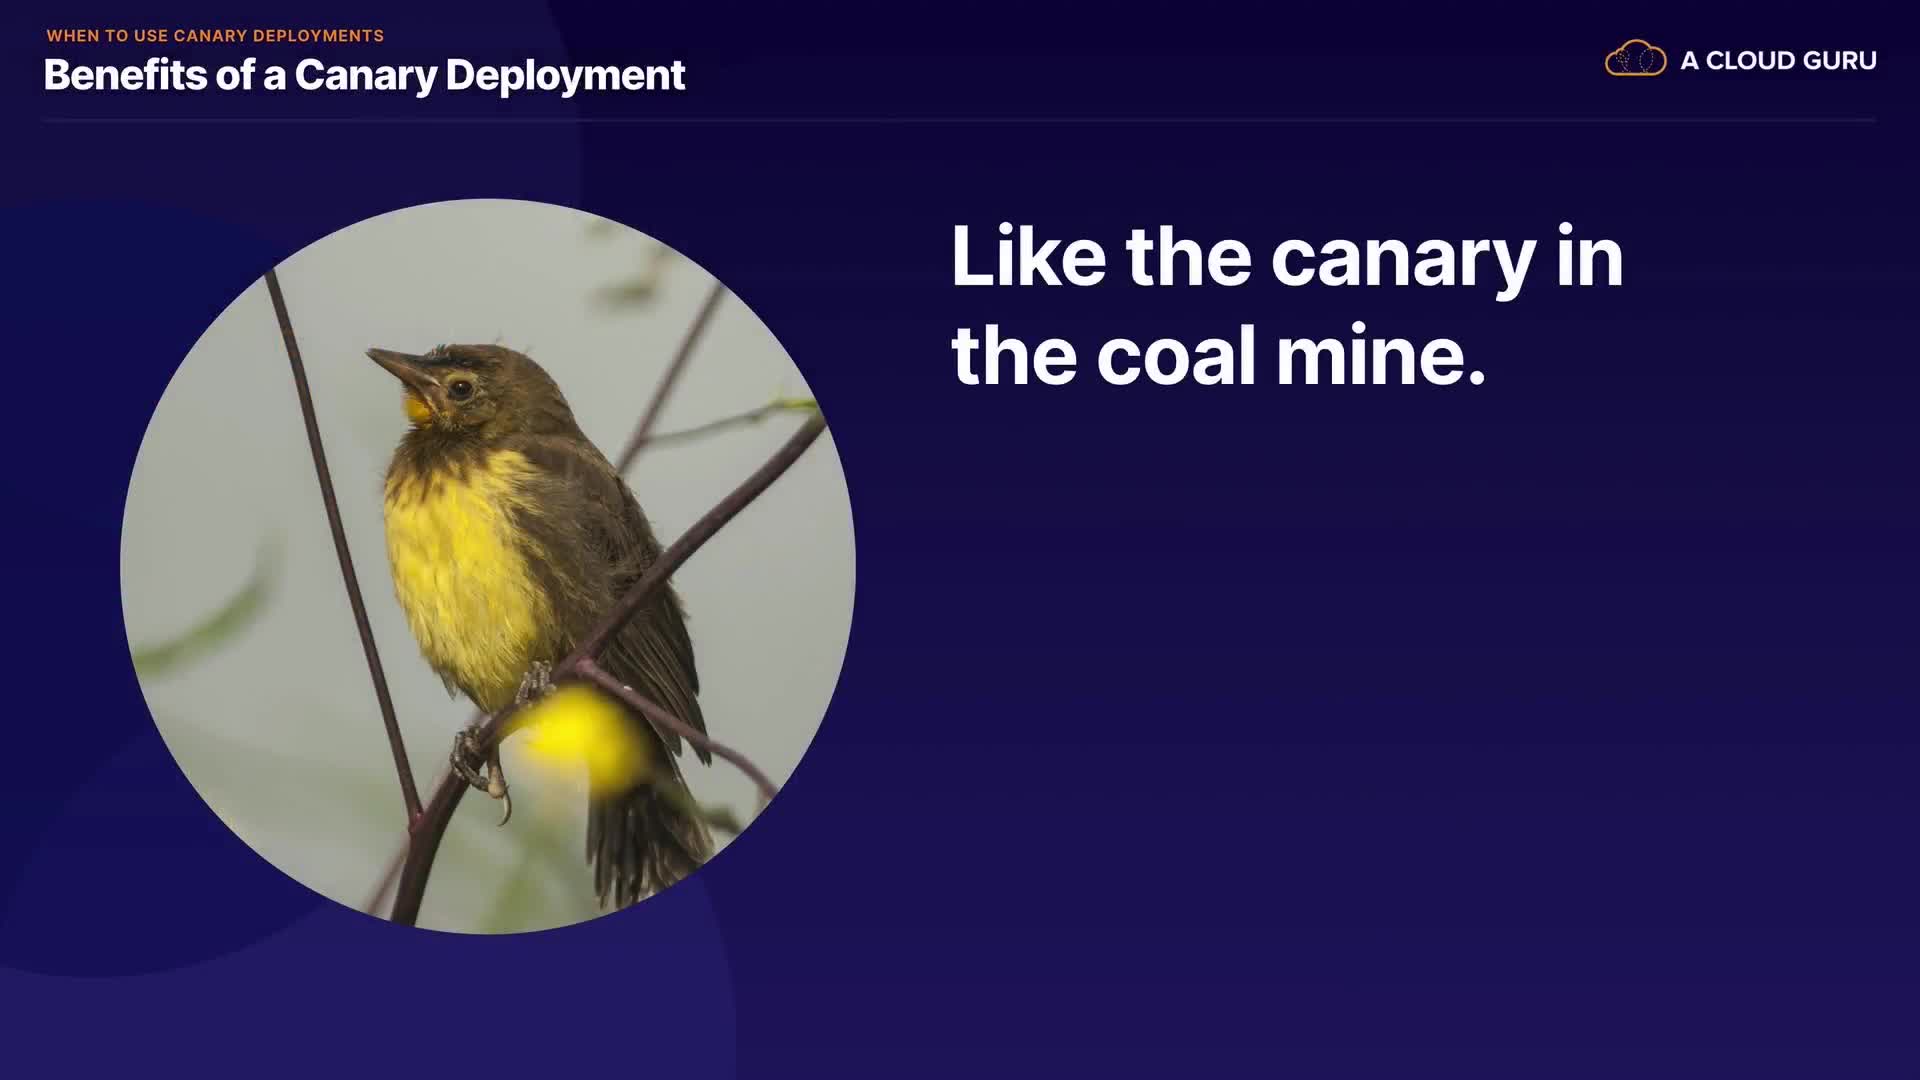 WHEN TO USE CANARY DEPLOYMENTS
Benefits of a Canary Deployment
A CLOUD GURU
Like the canary in
the coal mine.